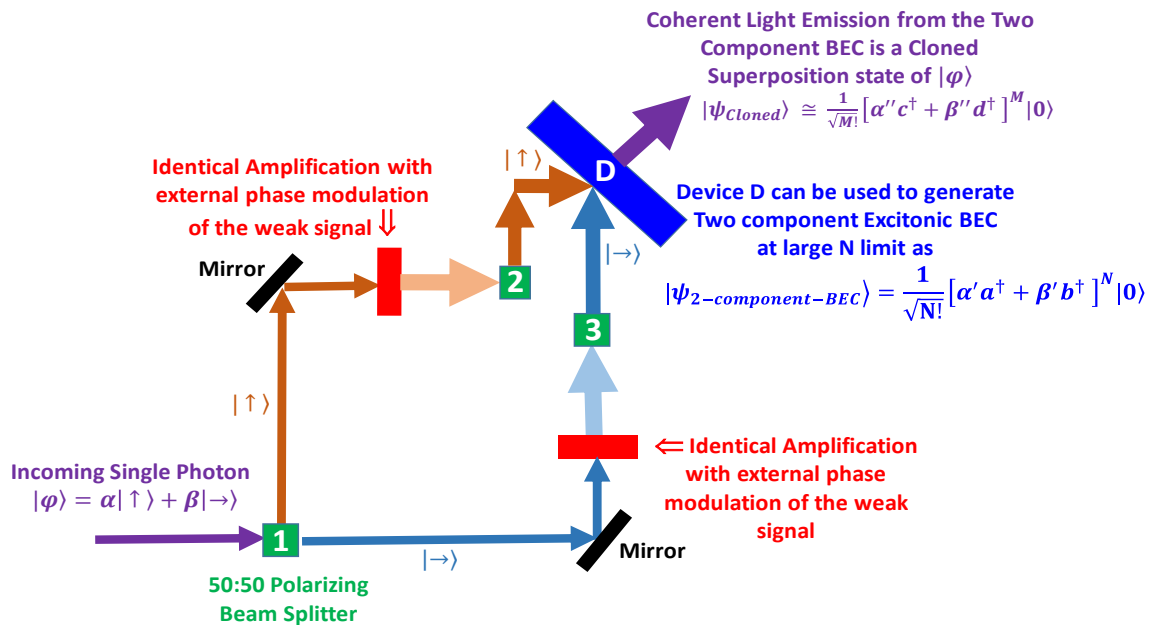 Coherent Light Emission from the Two
Component BEC is a Cloned
Superposition state of |φ⟩
|ψ_Cloned⟩ ≅ 1/√M! [α''c† + β''d†]^M |0⟩
|↑⟩
D
Identical Amplification with
external phase modulation
of the weak signal ⇓
Device D can be used to generate
Two component Excitonic BEC
at large N limit as
|→⟩
Mirror
2
|ψ_2−component−BEC⟩ = 1/√N! [α'a† + β'b†]^N |0⟩
3
|↑⟩
⇐ Identical Amplification
with external phase
modulation of the weak
signal
Incoming Single Photon
|φ⟩ = α|↑⟩ + β|→⟩
1
|→⟩
Mirror
50:50 Polarizing
Beam Splitter